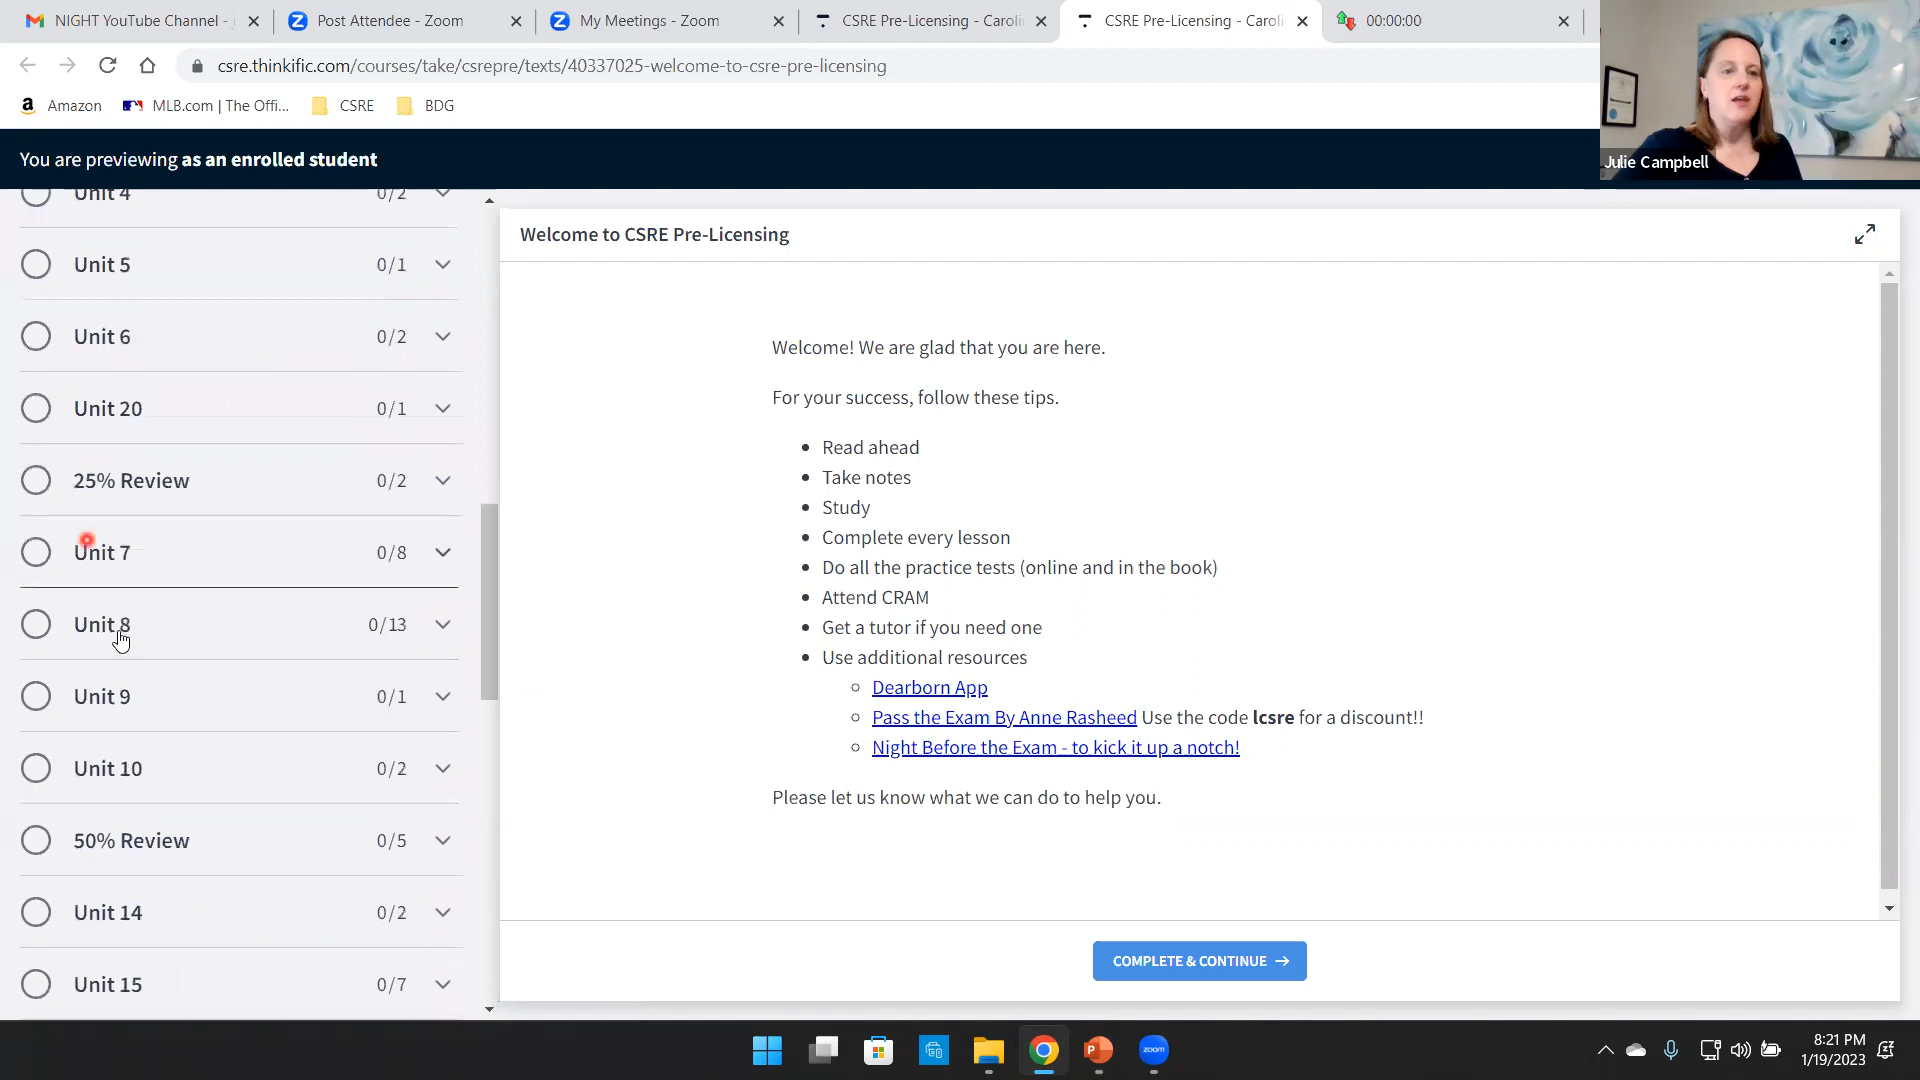 NIGHT YouTube Channel -
Post Attendee - Zoom
My Meetings - Zoom
CSRE Pre-Licensing - Caroli
CSRE Pre-Licensing - Caroli
00:00:00
csre.thinkific.com/courses/take/csrepre/texts/40337025-welcome-to-csre-pre-licensing
Amazon
MLB.com | The Offi...
CSRE
BDG
You are previewing as an enrolled student
Julie Campbell
Unit 4 0/2
Unit 5 0/1
Unit 6 0/2
Unit 20 0/1
25% Review 0/2
Unit 7 0/8
Unit 8 0/13
Unit 9 0/1
Unit 10 0/2
50% Review 0/5
Unit 14 0/2
Unit 15 0/7
Welcome to CSRE Pre-Licensing
Welcome! We are glad that you are here.
For your success, follow these tips.
Read ahead
Take notes
Study
Complete every lesson
Do all the practice tests (online and in the book)
Attend CRAM
Get a tutor if you need one
Use additional resources
Dearborn App
Pass the Exam By Anne Rasheed Use the code lcsre for a discount!!
Night Before the Exam - to kick it up a notch!
Please let us know what we can do to help you.
COMPLETE & CONTINUE →
zoom
8:21 PM
1/19/2023